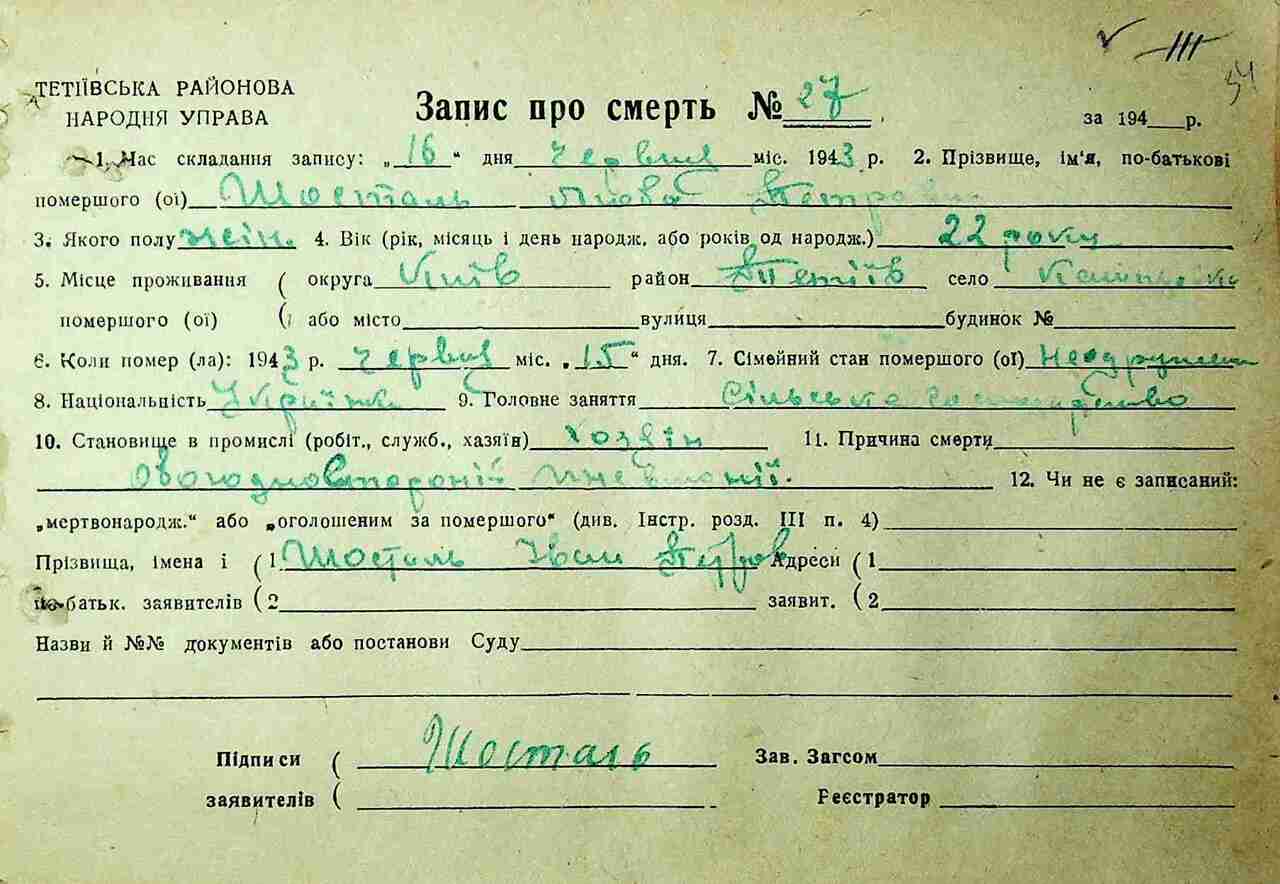 ТЕТІЇВСЬКА РАЙОНОВА
НАРОДНЯ УПРАВА
Запис про смерть № 27
за 194___р.
54
1. Час складання запису: „16“ дня червня міс. 1943 р. 2. Прізвище, ім'я, по-батькові
помершого (ої) Шосталь
3. Якого полу жін. 4. Вік (рік, місяць і день народж. або років од народж.) 22 року
5. Місце проживання ( округа Київ район Тетіїв село
помершого (ої) ( або місто вулиця будинок №
6. Коли помер (ла): 1943 р. червня міс. „15“ дня. 7. Сімейний стан помершого (ої)
8. Національність Українка 9. Головне заняття Сільське господарство
10. Становище в промислі (робіт., служб., хазяїн) 11. Причина смерти
пневмонії. 12. Чи не є записаний:
„мертвонародж.“ або „оголошеним за помершого“ (див. Інстр. розд. III п. 4)
Прізвища, імена і (1 Шосталь Іван Петров Адреси (1
по-батьк. заявителів (2 заявит. (2
Назви й №№ документів або постанови Суду
Підписи ( Шосталь Зав. Загсом
заявителів ( Реєстратор